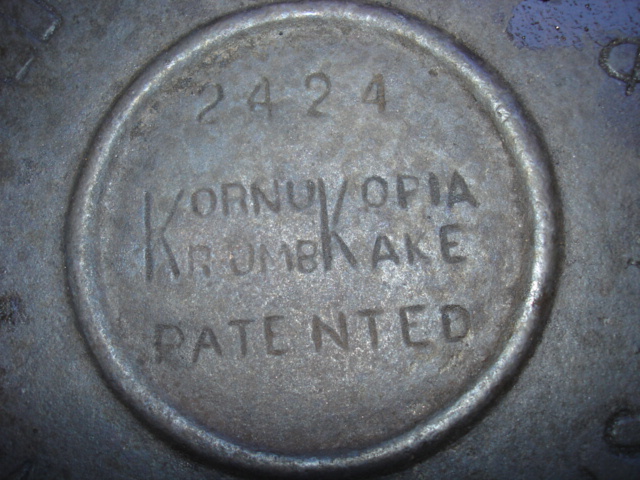 2424
KORNUKOPIA
KRUMBKAKE
PATENTED